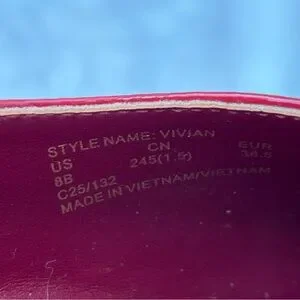 STYLE NAME: VIVIAN
US CN EUR
8B 245(1.5) 38.5
C25/132
MADE IN VIETNAM/VIETNAM